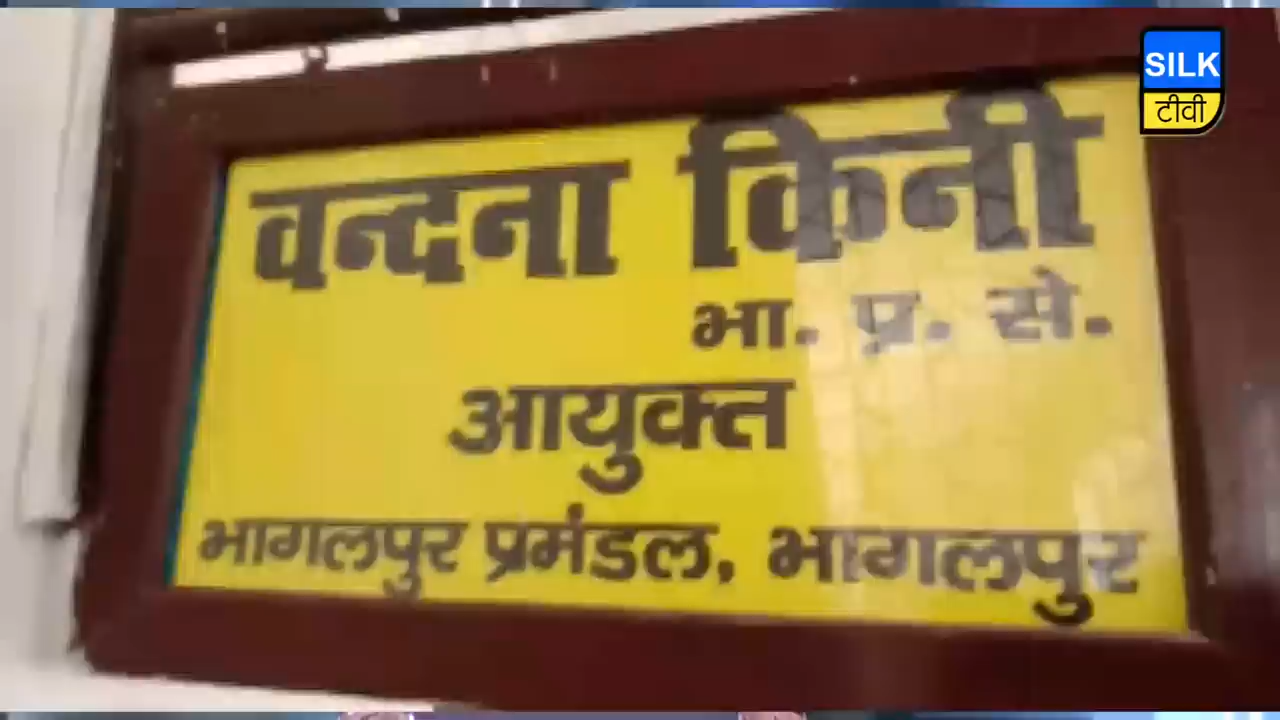 SILK
टीवी
वन्दना किनी
भा. प्र. से.
आयुक्त
भागलपुर प्रमंडल, भागलपुर